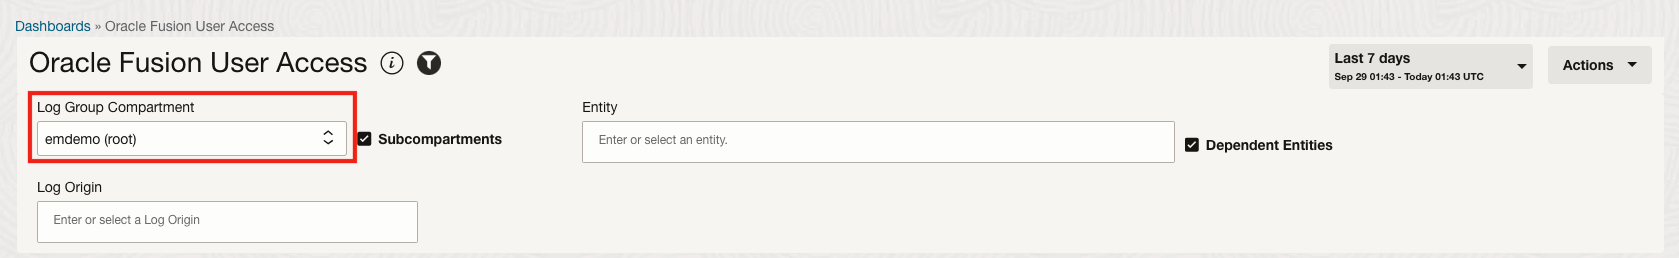 Dashboards » Oracle Fusion User Access
Oracle Fusion User Access
Last 7 days
Sep 29 01:43 - Today 01:43 UTC
Actions
Log Group Compartment
emdemo (root)
Subcompartments
Entity
Enter or select an entity.
Dependent Entities
Log Origin
Enter or select a Log Origin